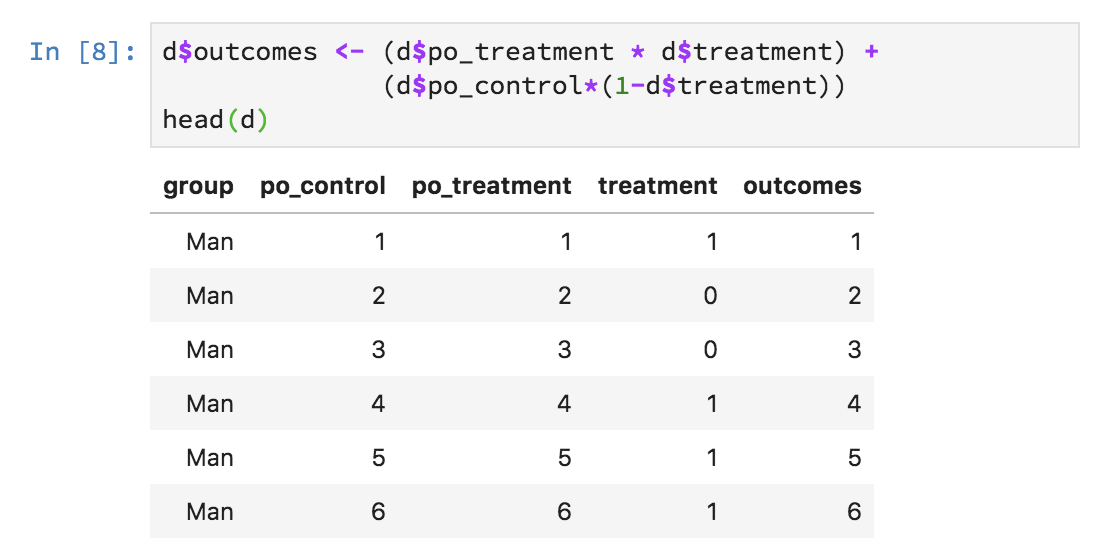 In [8]: d$outcomes <- (d$po_treatment * d$treatment) +
(d$po_control*(1-d$treatment))
head(d)
group po_control po_treatment treatment outcomes
Man 1 1 1 1
Man 2 2 0 2
Man 3 3 0 3
Man 4 4 1 4
Man 5 5 1 5
Man 6 6 1 6